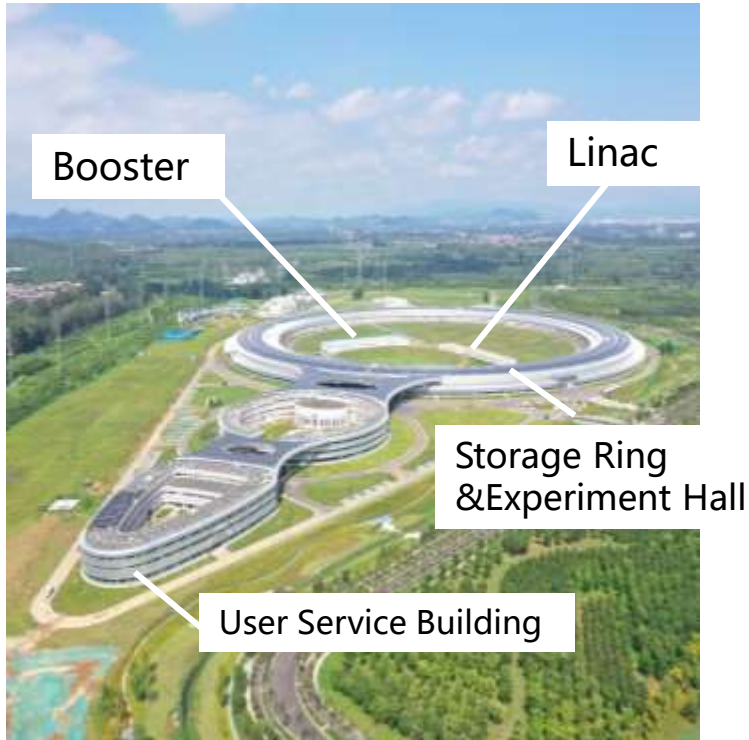 Booster
Linac
Storage Ring
&Experiment Hall
User Service Building